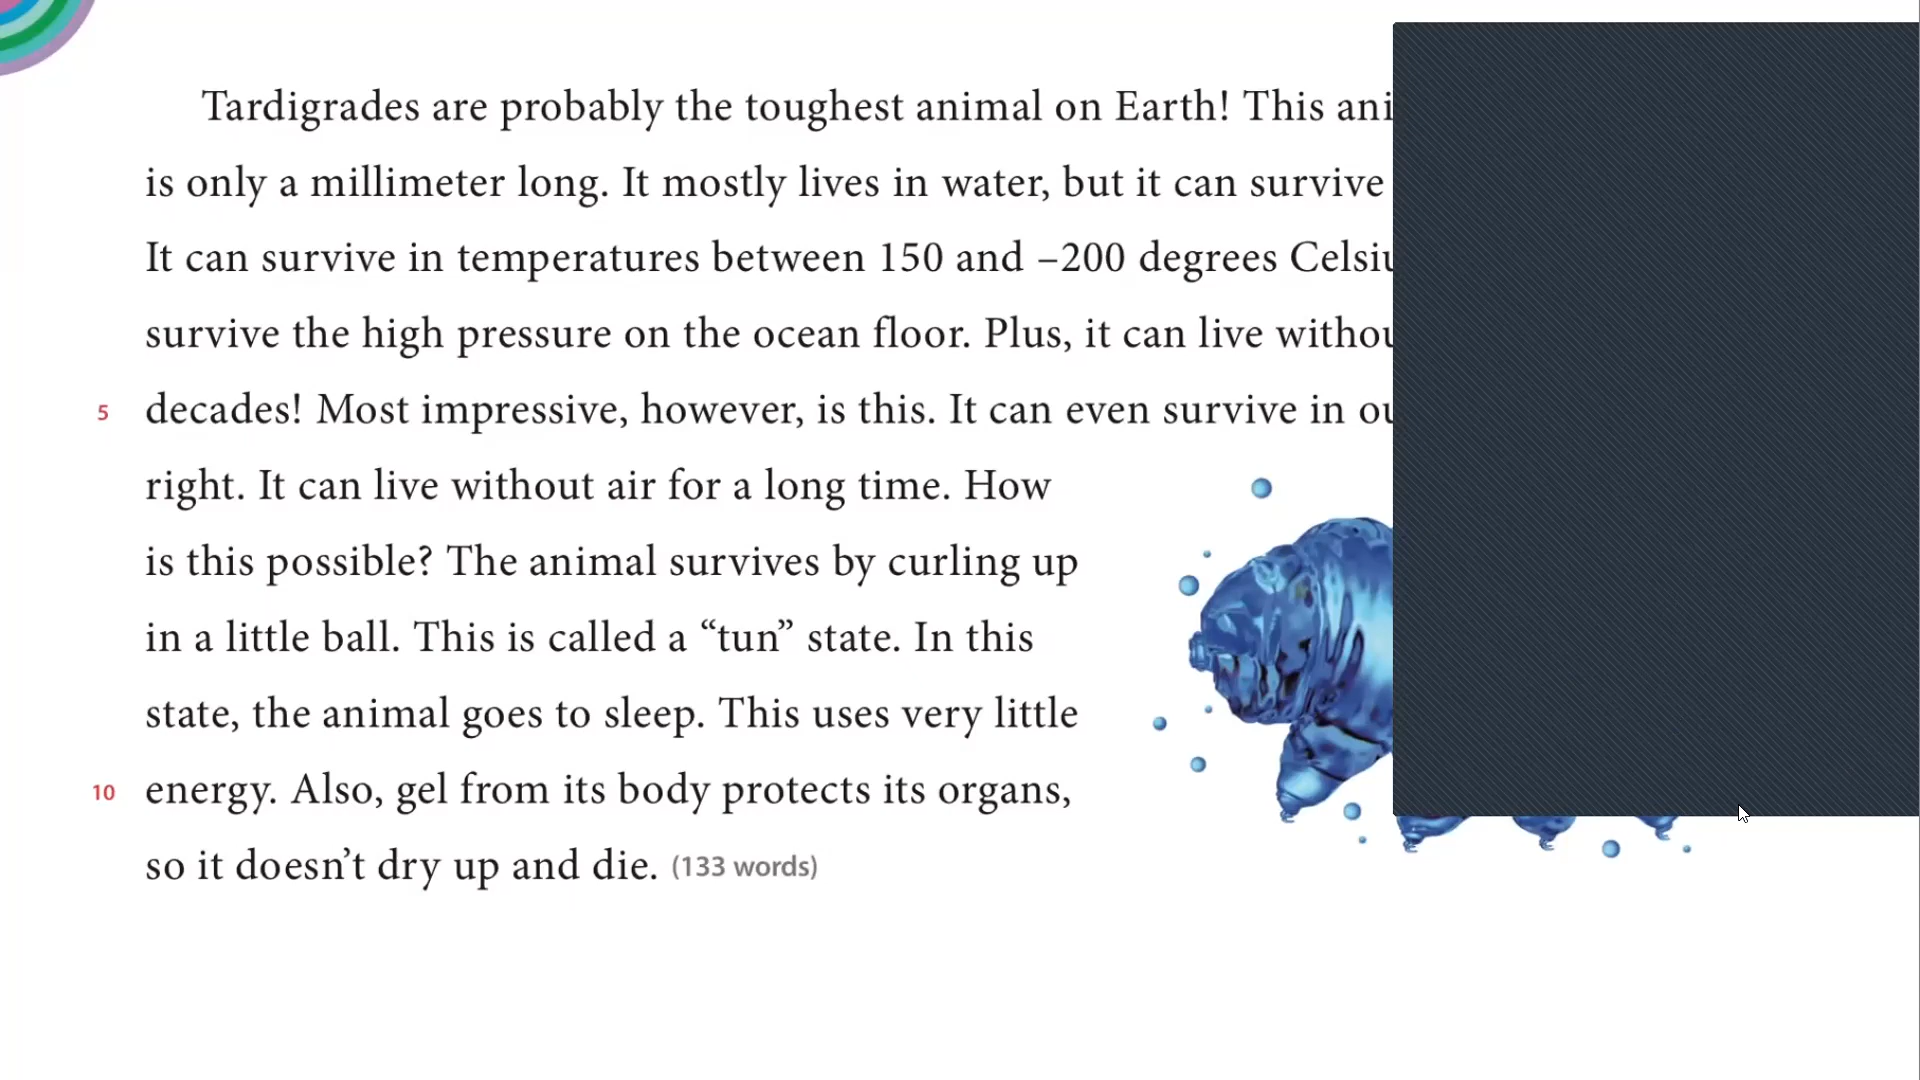 Tardigrades are probably the toughest animal on Earth! This
is only a millimeter long. It mostly lives in water, but it can survive
It can survive in temperatures between 150 and –200 degrees
survive the high pressure on the ocean floor. Plus, it can live
5 decades! Most impressive, however, is this. It can even survive in
right. It can live without air for a long time. How
is this possible? The animal survives by curling up
in a little ball. This is called a “tun” state. In this
state, the animal goes to sleep. This uses very little
10 energy. Also, gel from its body protects its organs,
so it doesn’t dry up and die. (133 words)